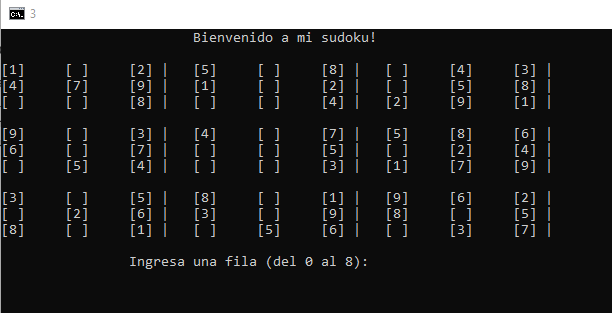 3
Bienvenido a mi sudoku!
[1] [ ] [2] | [5] [ ] [8] | [ ] [4] [3] |
[4] [7] [9] | [1] [ ] [2] | [ ] [5] [8] |
[ ] [ ] [8] | [ ] [ ] [4] | [2] [9] [1] |
[9] [ ] [3] | [4] [ ] [7] | [5] [8] [6] |
[6] [ ] [7] | [ ] [ ] [5] | [ ] [2] [4] |
[ ] [5] [4] | [ ] [ ] [3] | [1] [7] [9] |
[3] [ ] [5] | [8] [ ] [1] | [9] [6] [2] |
[ ] [2] [6] | [3] [ ] [9] | [8] [ ] [5] |
[8] [ ] [1] | [ ] [5] [6] | [ ] [3] [7] |
Ingresa una fila (del 0 al 8):